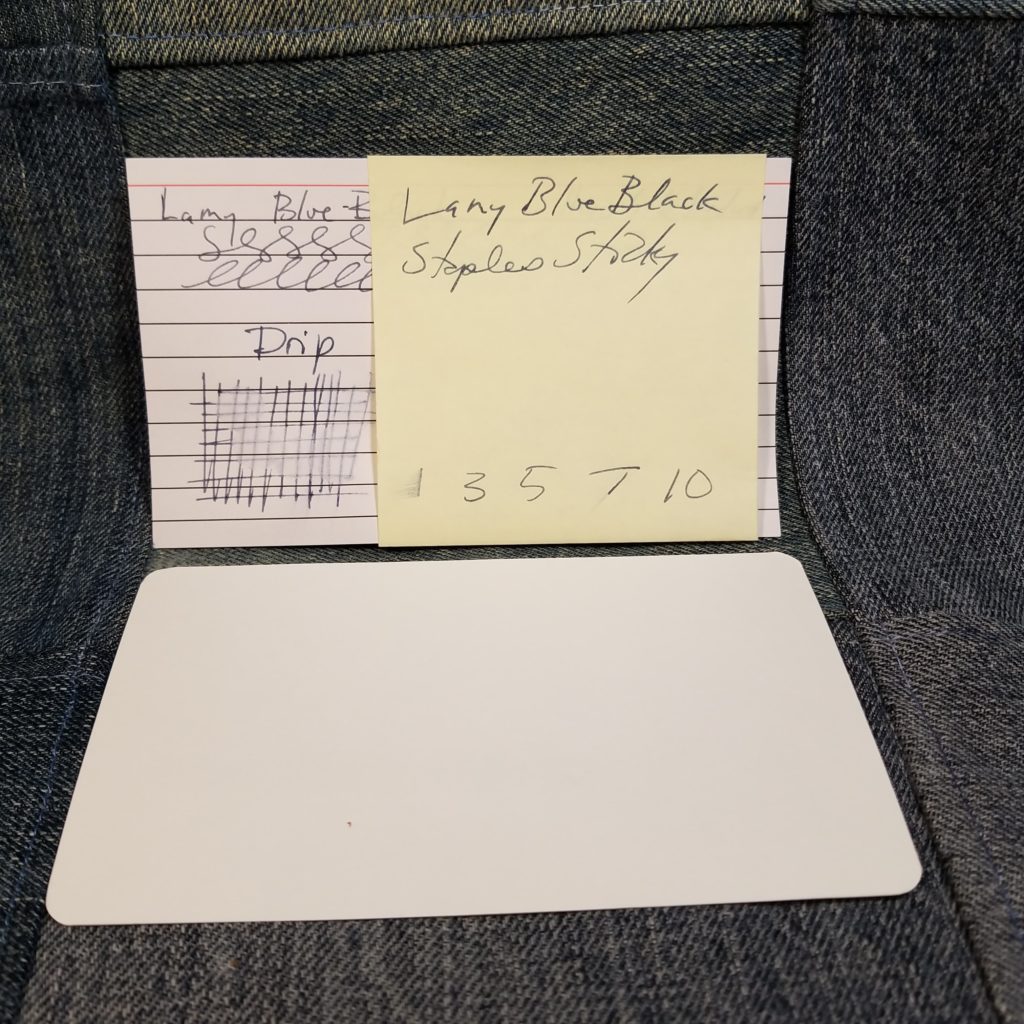 Lamy Blue-B
Drip
Lamy Blue Black
Staples Sticky
1 3 5 7 10